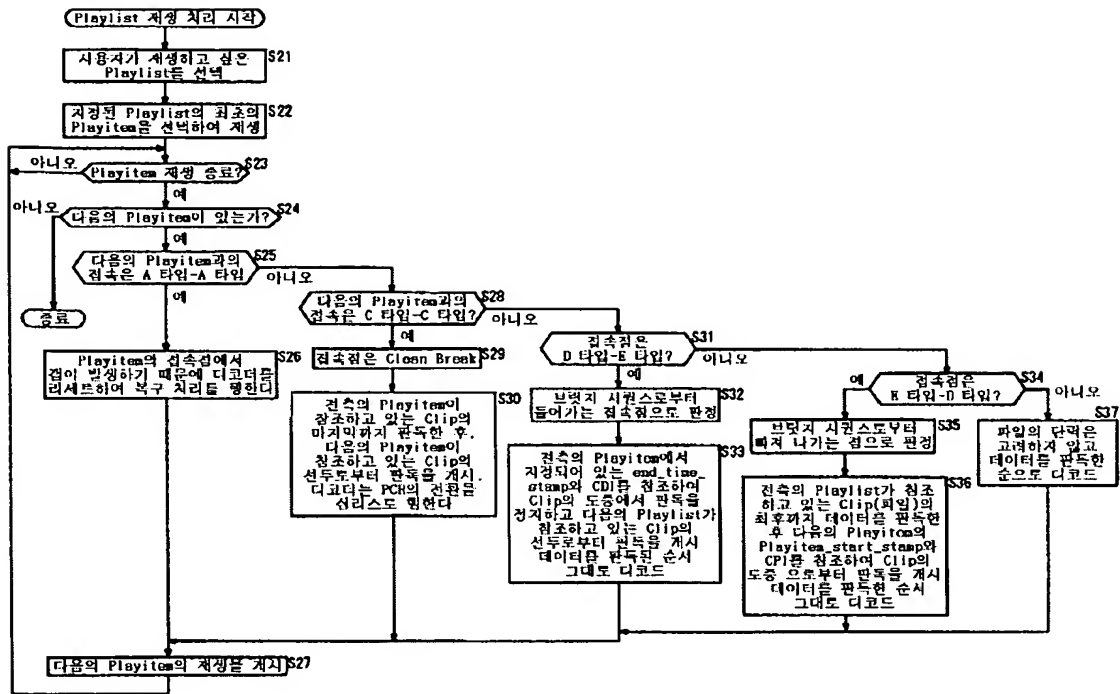 Playlist 재생 처리 시작
사용자가 재생하고 싶은
Playlist를 선택
S21
지정된 Playlist의 최초의
Playitem을 선택하여 재생
S22
아니오
Playitem 재생 종료?
S23
예
아니오
다음의 Playitem이 있는가?
S24
예
다음의 Playitem과의
접속은 A 타입-A 타입
S25
아니오
예
종료
Playitem의 접속점에서
갭이 발생하기 때문에 디코더를
리세트하여 복구 처리를 행한다
S26
다음의 Playitem과의
접속은 C 타입-C 타입?
S28
아니오
예
접속점은 Clean Break
S29
전측의 Playitem이
참조하고 있는 Clip의
마지막까지 판독한 후,
다음의 Playitem이
참조하고 있는 Clip의
선두로부터 판독을 개시.
디코더는 PCR의 전환을
심리스로 행한다
S30
접속점은
D 타입-E 타입?
S31
아니오
예
브릿지 시퀀스로부터
들어가는 접속점으로 판정
S32
전측의 Playitem에서
지정되어 있는 end_time_
stamp와 CDI를 참조하여
Clip의 도중에서 판독을
정지하고 다음의 Playlist가
참조하고 있는 Clip의
선두로부터 판독을 개시
데이터를 판독된 순서
그대로 디코드
S33
접속점은
E 타입-D 타입?
S34
예
아니오
브릿지 시퀀스로부터
빠져 나가는 점으로 판정
S35
전측의 Playlist가 참조
하고 있는 Clip(파일)의
최후까지 데이터를 판독한
후 다음의 Playitem의
Playitem_start_stamp와
CPI를 참조하여 Clip의
도중 으로부터 판독을 개시
데이터를 판독한 순서
그대로 디코드
S36
파일의 단락은
고려하지 않고
데이터를 판독한
순으로 디코드
S37
다음의 Playitem의 재생을 개시
S27